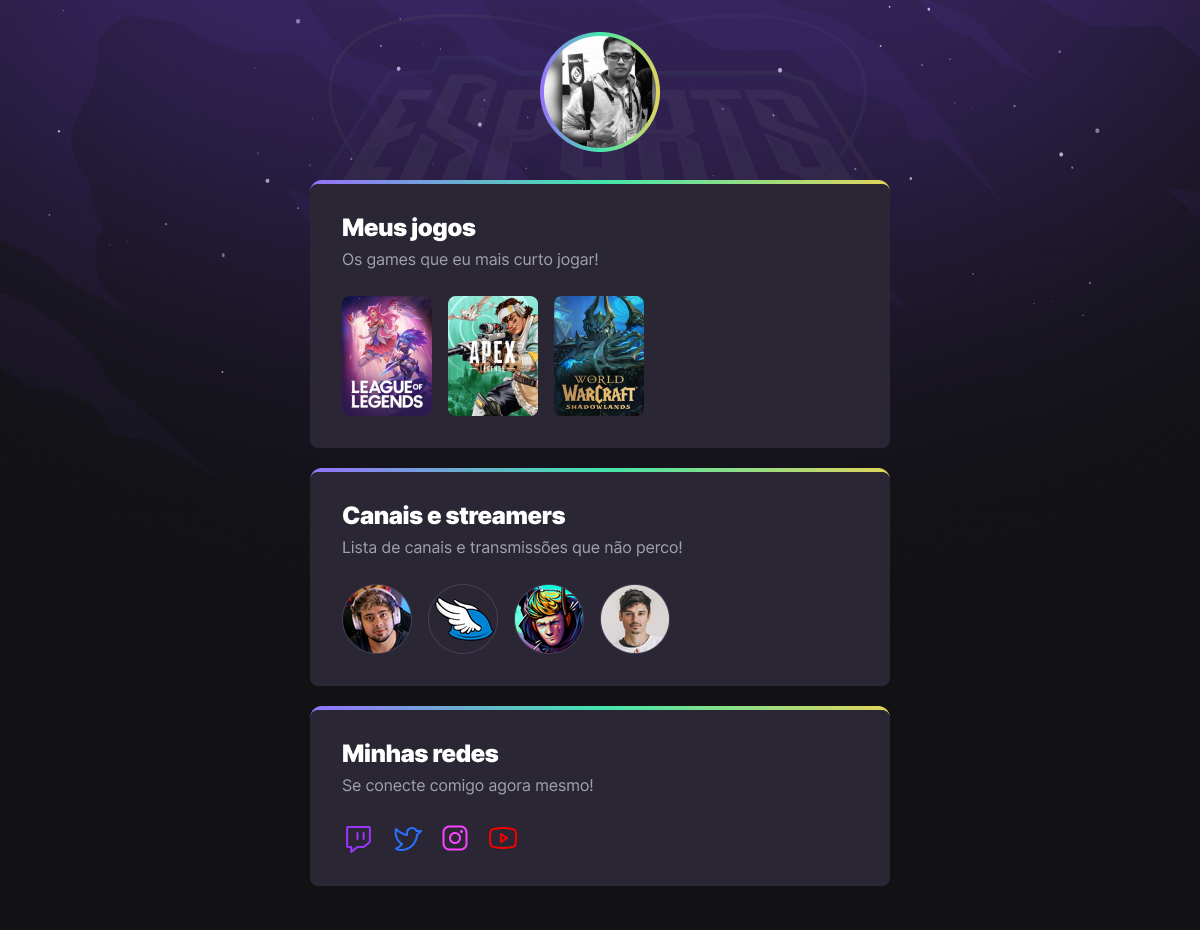 ESPORTS
Meus jogos
Os games que eu mais curto jogar!
LEAGUE OF
LEGENDS
APEX
LEGENDS
WORLD
WARCRAFT
SHADOWLANDS
Canais e streamers
Lista de canais e transmissões que não perco!
Minhas redes
Se conecte comigo agora mesmo!